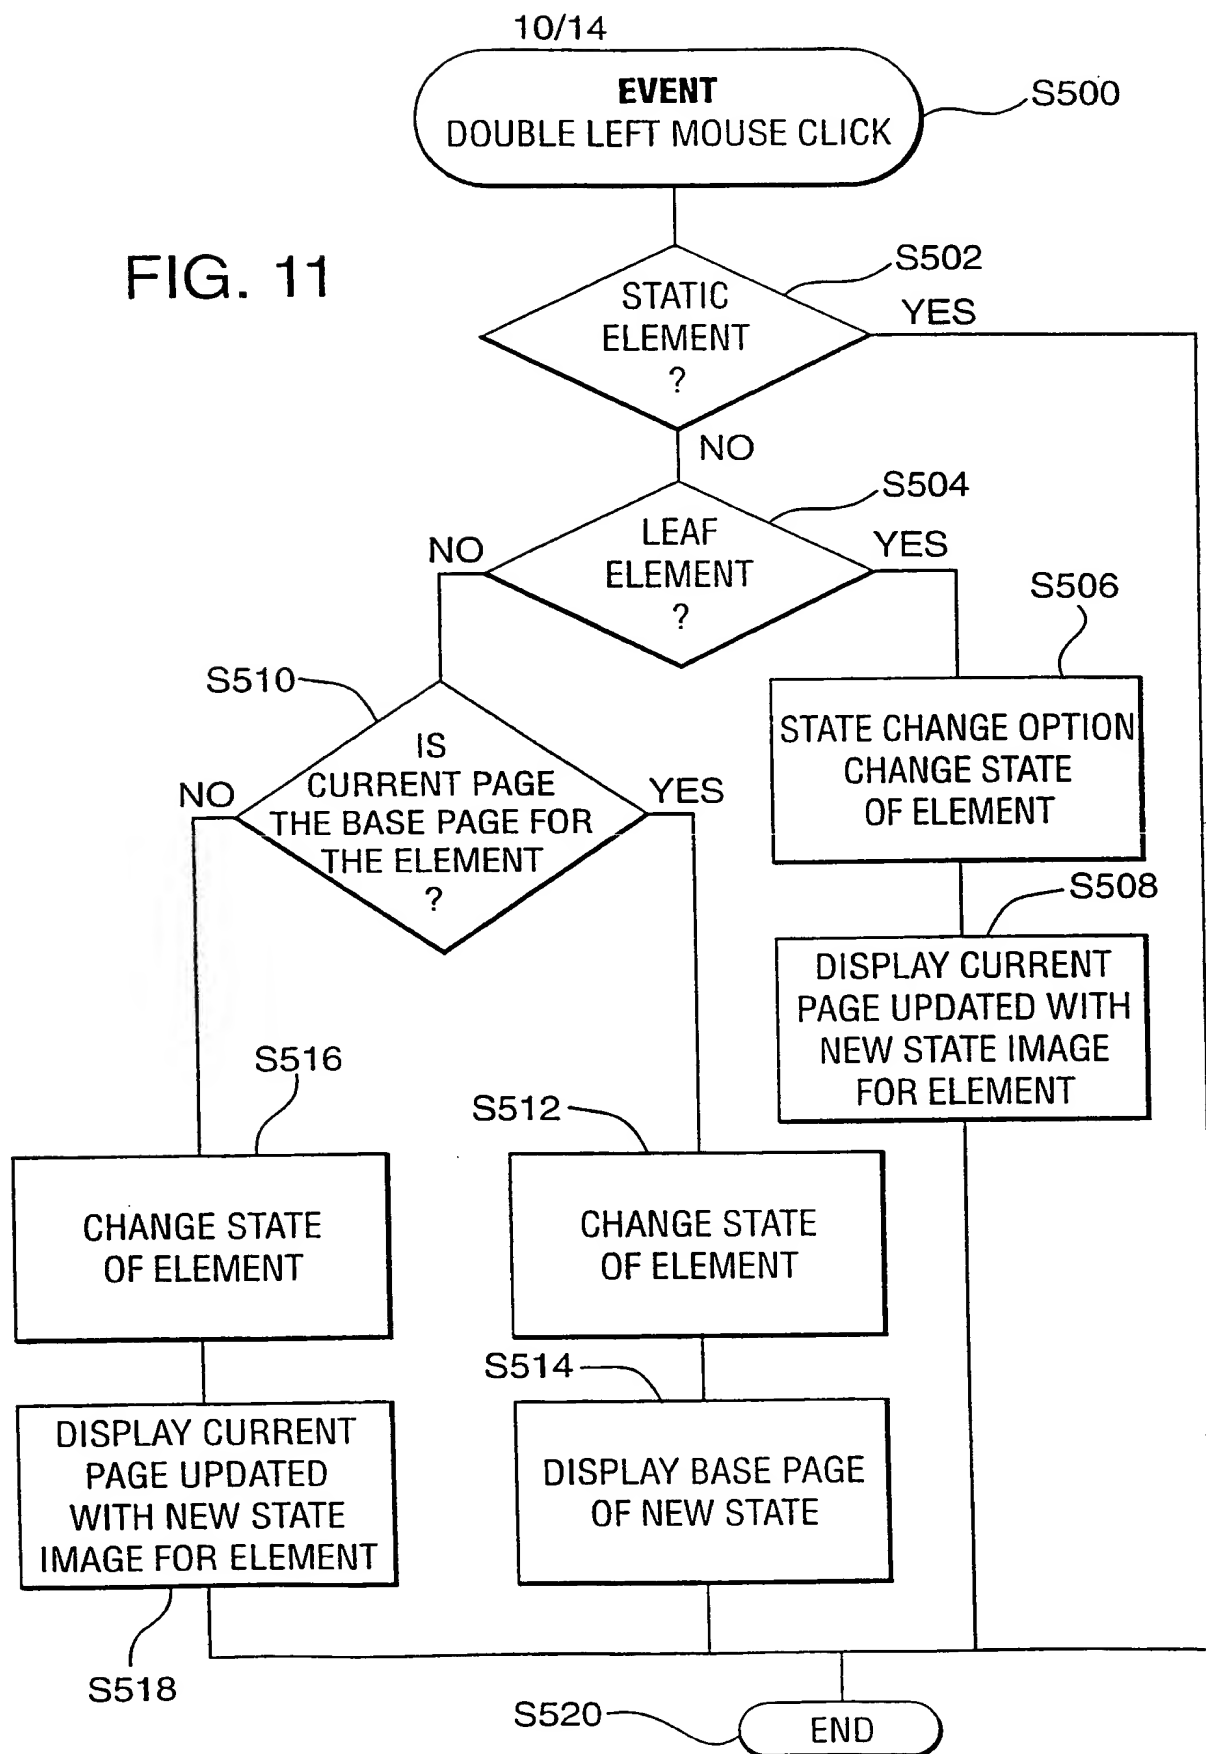 10/14
EVENT
DOUBLE LEFT MOUSE CLICK
S500
FIG. 11
S502
STATIC
ELEMENT
?
YES
NO
S504
LEAF
ELEMENT
?
NO
YES
S506
S510
STATE CHANGE OPTION
CHANGE STATE
OF ELEMENT
IS
CURRENT PAGE
THE BASE PAGE FOR
THE ELEMENT
?
NO
YES
S508
DISPLAY CURRENT
PAGE UPDATED WITH
NEW STATE IMAGE
FOR ELEMENT
S516
S512
CHANGE STATE
OF ELEMENT
CHANGE STATE
OF ELEMENT
S514
DISPLAY CURRENT
PAGE UPDATED
WITH NEW STATE
IMAGE FOR ELEMENT
DISPLAY BASE PAGE
OF NEW STATE
S518
S520
END